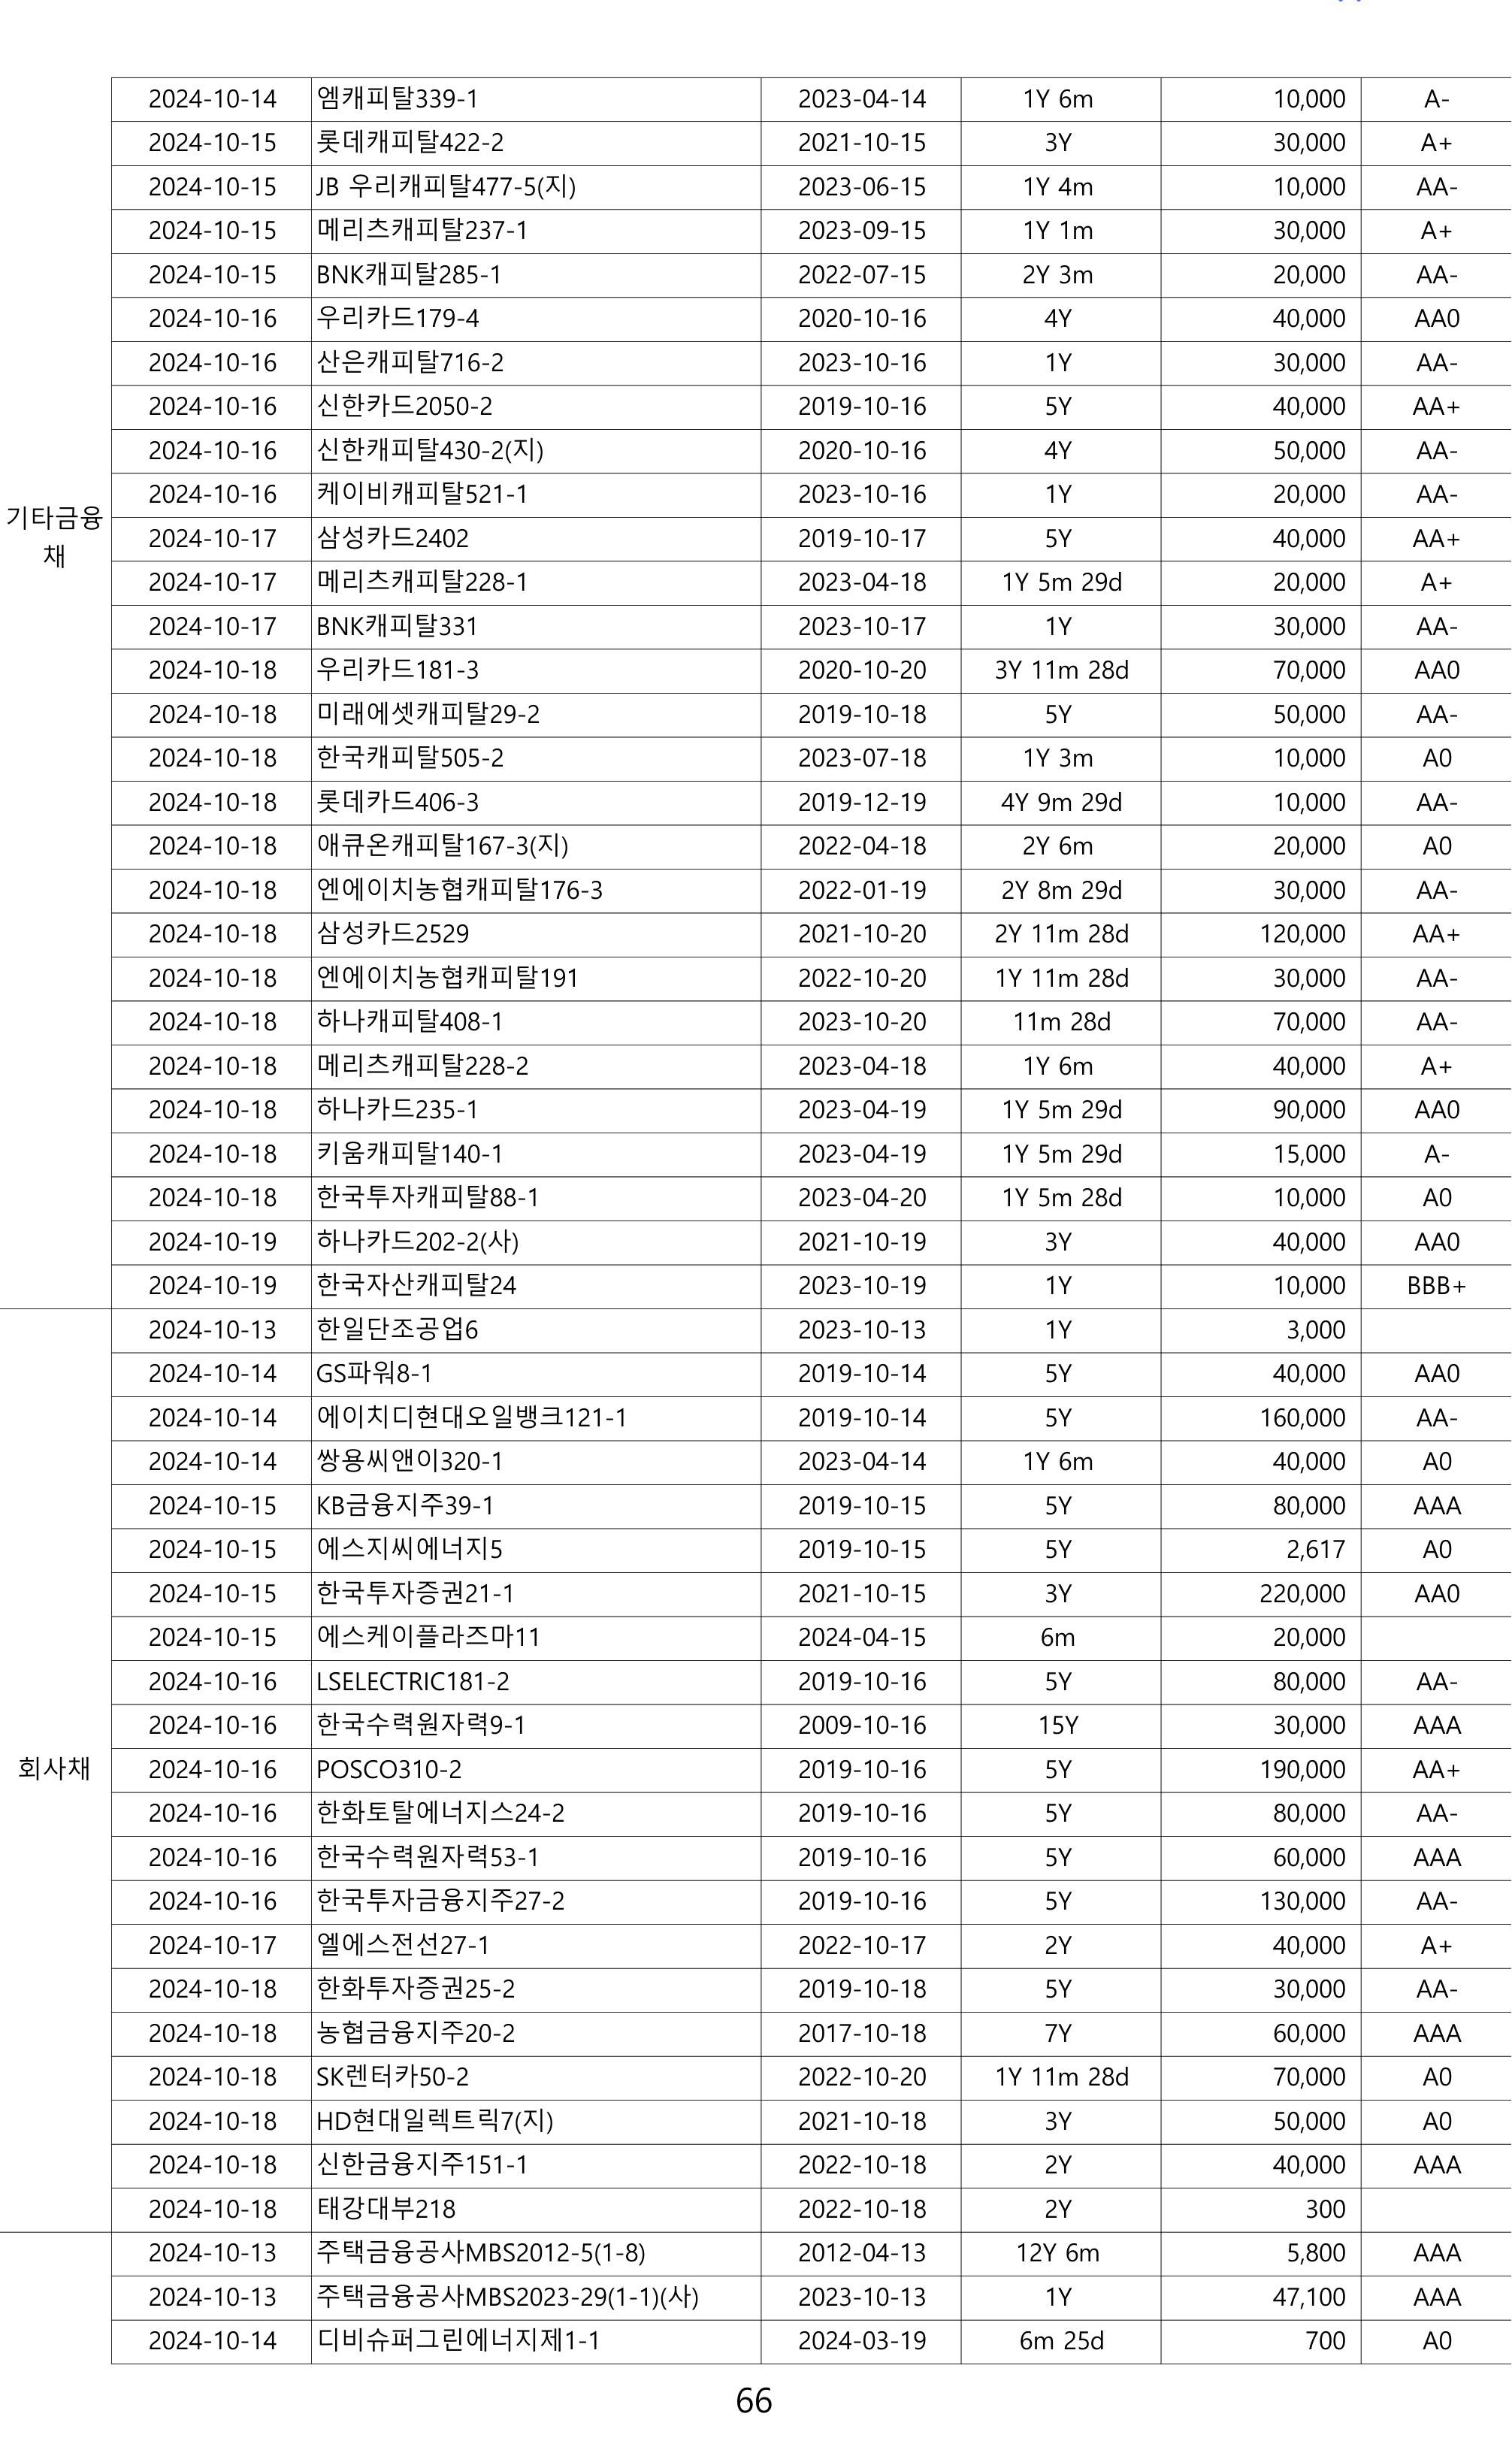 2024-10-14 엠캐피탈339-1 2023-04-14 1Y 6m 10,000 A-
2024-10-15 롯데캐피탈422-2 2021-10-15 3Y 30,000 A+
2024-10-15 JB 우리캐피탈477-5(지) 2023-06-15 1Y 4m 10,000 AA-
2024-10-15 메리츠캐피탈237-1 2023-09-15 1Y 1m 30,000 A+
2024-10-15 BNK캐피탈285-1 2022-07-15 2Y 3m 20,000 AA-
2024-10-16 우리카드179-4 2020-10-16 4Y 40,000 AA0
2024-10-16 산은캐피탈716-2 2023-10-16 1Y 30,000 AA-
2024-10-16 신한카드2050-2 2019-10-16 5Y 40,000 AA+
2024-10-16 신한캐피탈430-2(지) 2020-10-16 4Y 50,000 AA-
2024-10-16 케이비캐피탈521-1 2023-10-16 1Y 20,000 AA-
기타금융
채
2024-10-17 삼성카드2402 2019-10-17 5Y 40,000 AA+
2024-10-17 메리츠캐피탈228-1 2023-04-18 1Y 5m 29d 20,000 A+
2024-10-17 BNK캐피탈331 2023-10-17 1Y 30,000 AA-
2024-10-18 우리카드181-3 2020-10-20 3Y 11m 28d 70,000 AA0
2024-10-18 미래에셋캐피탈29-2 2019-10-18 5Y 50,000 AA-
2024-10-18 한국캐피탈505-2 2023-07-18 1Y 3m 10,000 A0
2024-10-18 롯데카드406-3 2019-12-19 4Y 9m 29d 10,000 AA-
2024-10-18 애큐온캐피탈167-3(지) 2022-04-18 2Y 6m 20,000 A0
2024-10-18 엔에이치농협캐피탈176-3 2022-01-19 2Y 8m 29d 30,000 AA-
2024-10-18 삼성카드2529 2021-10-20 2Y 11m 28d 120,000 AA+
2024-10-18 엔에이치농협캐피탈191 2022-10-20 1Y 11m 28d 30,000 AA-
2024-10-18 하나캐피탈408-1 2023-10-20 11m 28d 70,000 AA-
2024-10-18 메리츠캐피탈228-2 2023-04-18 1Y 6m 40,000 A+
2024-10-18 하나카드235-1 2023-04-19 1Y 5m 29d 90,000 AA0
2024-10-18 키움캐피탈140-1 2023-04-19 1Y 5m 29d 15,000 A-
2024-10-18 한국투자캐피탈88-1 2023-04-20 1Y 5m 28d 10,000 A0
2024-10-19 하나카드202-2(사) 2021-10-19 3Y 40,000 AA0
2024-10-19 한국자산캐피탈24 2023-10-19 1Y 10,000 BBB+
2024-10-13 한일단조공업6 2023-10-13 1Y 3,000
2024-10-14 GS파워8-1 2019-10-14 5Y 40,000 AA0
2024-10-14 에이치디현대오일뱅크121-1 2019-10-14 5Y 160,000 AA-
2024-10-14 쌍용씨앤이320-1 2023-04-14 1Y 6m 40,000 A0
2024-10-15 KB금융지주39-1 2019-10-15 5Y 80,000 AAA
2024-10-15 에스지씨에너지5 2019-10-15 5Y 2,617 A0
2024-10-15 한국투자증권21-1 2021-10-15 3Y 220,000 AA0
2024-10-15 에스케이플라즈마11 2024-04-15 6m 20,000
2024-10-16 LSELECTRIC181-2 2019-10-16 5Y 80,000 AA-
2024-10-16 한국수력원자력9-1 2009-10-16 15Y 30,000 AAA
회사채 2024-10-16 POSCO310-2 2019-10-16 5Y 190,000 AA+
2024-10-16 한화토탈에너지스24-2 2019-10-16 5Y 80,000 AA-
2024-10-16 한국수력원자력53-1 2019-10-16 5Y 60,000 AAA
2024-10-16 한국투자금융지주27-2 2019-10-16 5Y 130,000 AA-
2024-10-17 엘에스전선27-1 2022-10-17 2Y 40,000 A+
2024-10-18 한화투자증권25-2 2019-10-18 5Y 30,000 AA-
2024-10-18 농협금융지주20-2 2017-10-18 7Y 60,000 AAA
2024-10-18 SK렌터카50-2 2022-10-20 1Y 11m 28d 70,000 A0
2024-10-18 HD현대일렉트릭7(지) 2021-10-18 3Y 50,000 A0
2024-10-18 신한금융지주151-1 2022-10-18 2Y 40,000 AAA
2024-10-18 태강대부218 2022-10-18 2Y 300
2024-10-13 주택금융공사MBS2012-5(1-8) 2012-04-13 12Y 6m 5,800 AAA
2024-10-13 주택금융공사MBS2023-29(1-1)(사) 2023-10-13 1Y 47,100 AAA
2024-10-14 디비슈퍼그린에너지제1-1 2024-03-19 6m 25d 700 A0
66